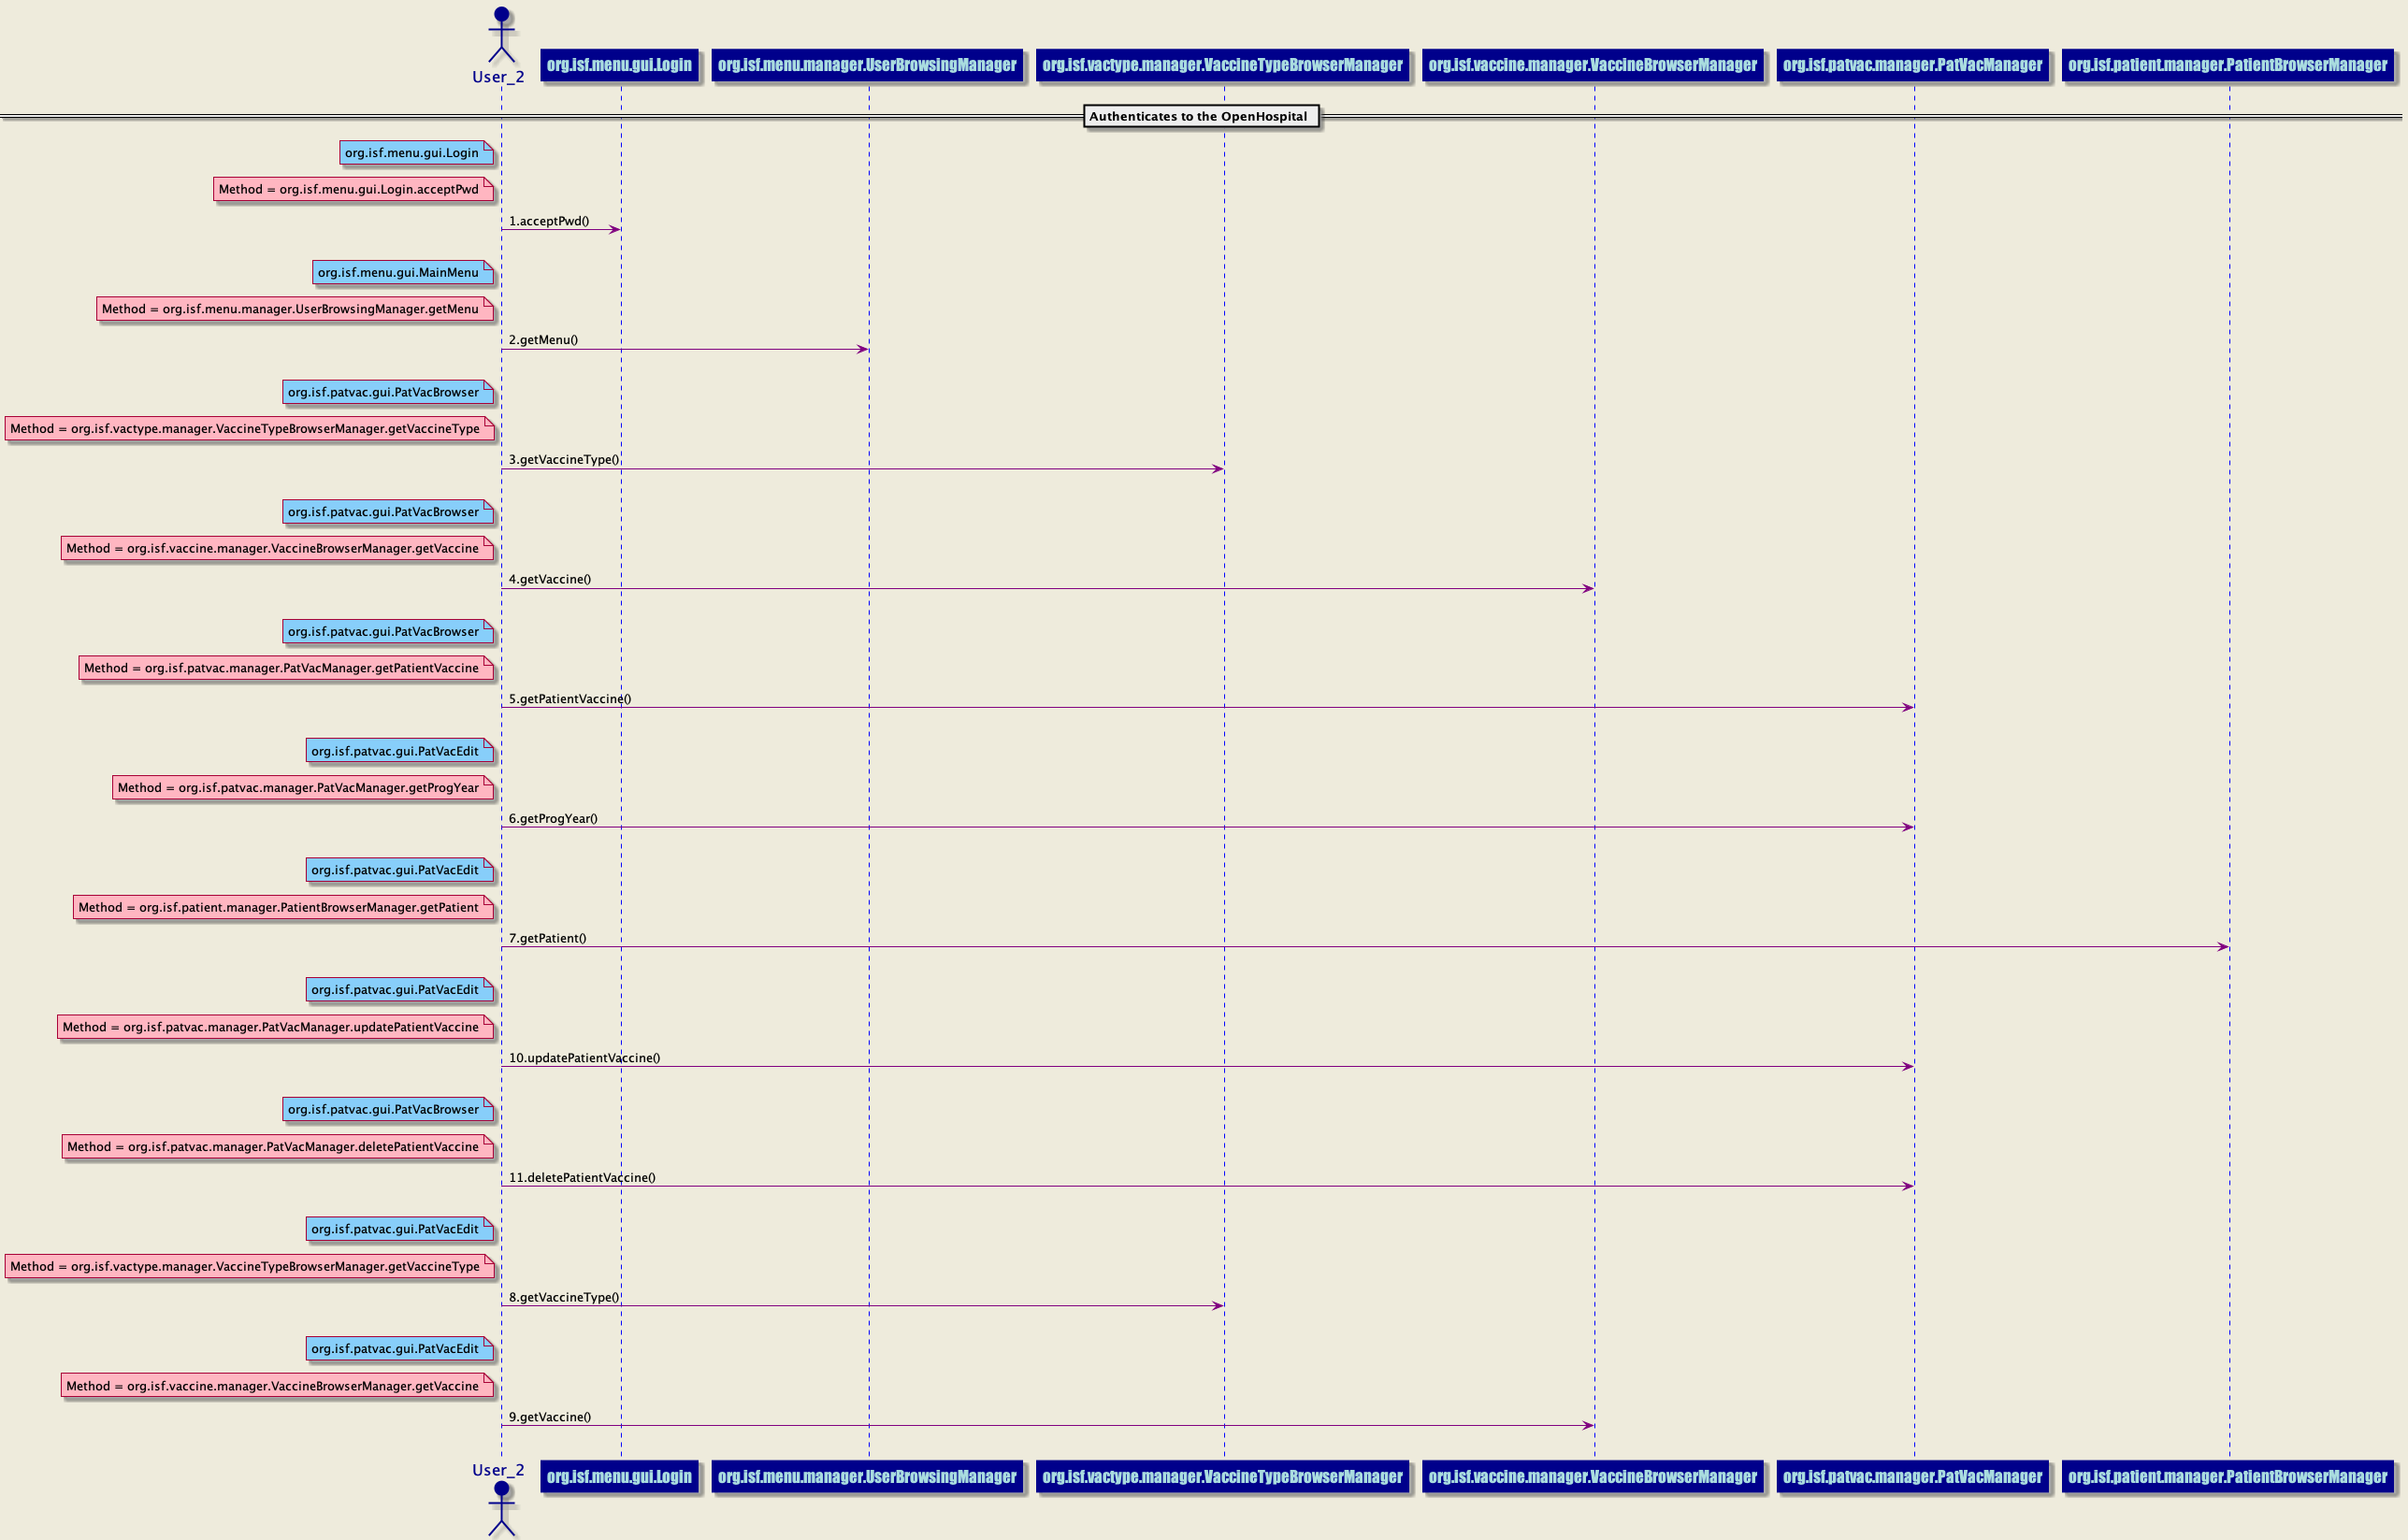 User_2
org.isf.menu.gui.Login
org.isf.menu.manager.UserBrowsingManager
org.isf.vactype.manager.VaccineTypeBrowserManager
org.isf.vaccine.manager.VaccineBrowserManager
org.isf.patvac.manager.PatVacManager
org.isf.patient.manager.PatientBrowserManager
Authenticates to the OpenHospital
org.isf.menu.gui.Login
Method = org.isf.menu.gui.Login.acceptPwd
1.acceptPwd()
org.isf.menu.gui.MainMenu
Method = org.isf.menu.manager.UserBrowsingManager.getMenu
2.getMenu()
org.isf.patvac.gui.PatVacBrowser
Method = org.isf.vactype.manager.VaccineTypeBrowserManager.getVaccineType
3.getVaccineType()
org.isf.patvac.gui.PatVacBrowser
Method = org.isf.vaccine.manager.VaccineBrowserManager.getVaccine
4.getVaccine()
org.isf.patvac.gui.PatVacBrowser
Method = org.isf.patvac.manager.PatVacManager.getPatientVaccine
5.getPatientVaccine()
org.isf.patvac.gui.PatVacEdit
Method = org.isf.patvac.manager.PatVacManager.getProgYear
6.getProgYear()
org.isf.patvac.gui.PatVacEdit
Method = org.isf.patient.manager.PatientBrowserManager.getPatient
7.getPatient()
org.isf.patvac.gui.PatVacEdit
Method = org.isf.patvac.manager.PatVacManager.updatePatientVaccine
10.updatePatientVaccine()
org.isf.patvac.gui.PatVacBrowser
Method = org.isf.patvac.manager.PatVacManager.deletePatientVaccine
11.deletePatientVaccine()
org.isf.patvac.gui.PatVacEdit
Method = org.isf.vactype.manager.VaccineTypeBrowserManager.getVaccineType
8.getVaccineType()
org.isf.patvac.gui.PatVacEdit
Method = org.isf.vaccine.manager.VaccineBrowserManager.getVaccine
9.getVaccine()
User_2
org.isf.menu.gui.Login
org.isf.menu.manager.UserBrowsingManager
org.isf.vactype.manager.VaccineTypeBrowserManager
org.isf.vaccine.manager.VaccineBrowserManager
org.isf.patvac.manager.PatVacManager
org.isf.patient.manager.PatientBrowserManager